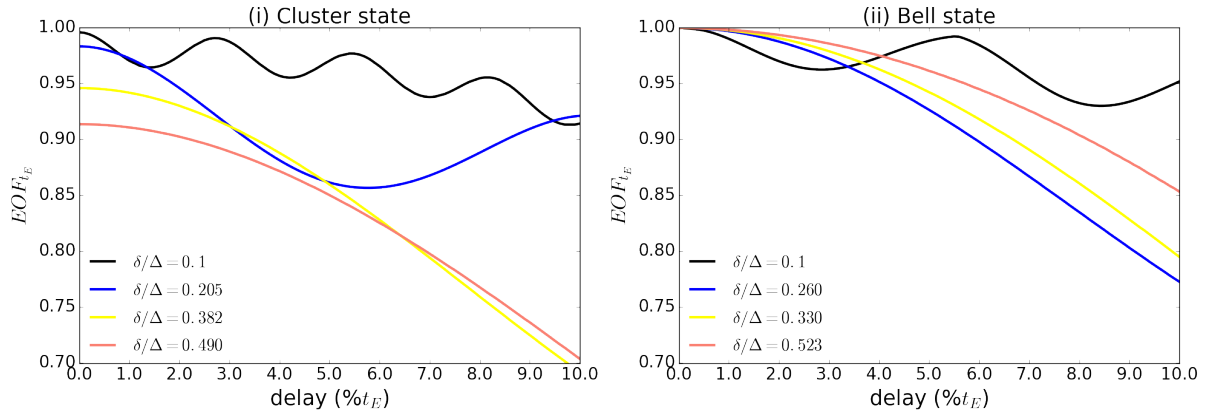 (i) Cluster state
1.00
0.95
0.90
0.85
0.80
0.75
0.70
EOF_{t_E}
δ/Δ = 0.1
δ/Δ = 0.205
δ/Δ = 0.382
δ/Δ = 0.490
0.0 1.0 2.0 3.0 4.0 5.0 6.0 7.0 8.0 9.0 10.0
delay (%t_E)
(ii) Bell state
1.00
0.95
0.90
0.85
0.80
0.75
0.70
EOF_{t_E}
δ/Δ = 0.1
δ/Δ = 0.260
δ/Δ = 0.330
δ/Δ = 0.523
0.0 1.0 2.0 3.0 4.0 5.0 6.0 7.0 8.0 9.0 10.0
delay (%t_E)